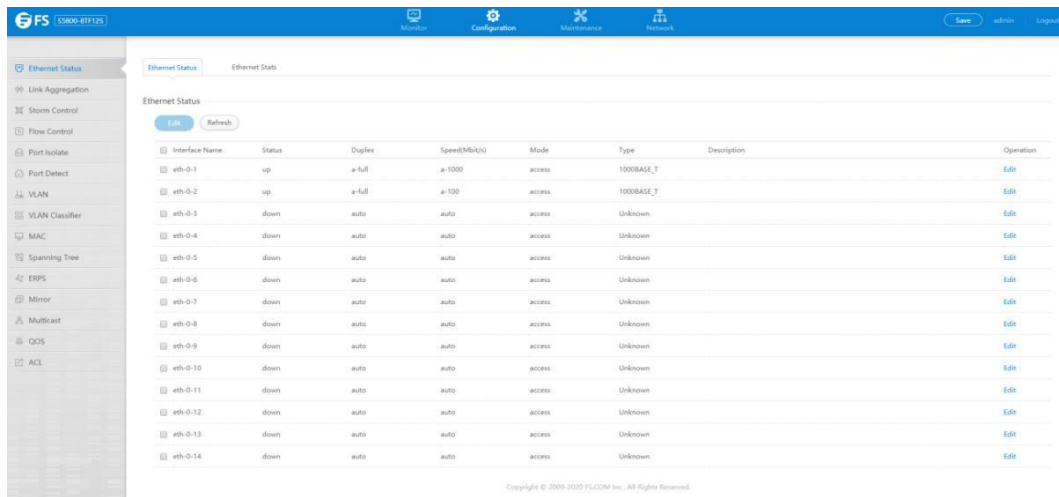 FS S5800-8TF12S
Monitor Configuration Maintenance Network
Save admin Logout
Ethernet Status
Link Aggregation
Storm Control
Flow Control
Port Isolate
Port Detect
VLAN
VLAN Classifier
MAC
Spanning Tree
ERPS
Mirror
Multicast
QOS
ACL
Ethernet Status Ethernet Stats
Ethernet Status
Edit Refresh
Interface Name Status Duplex Speed(Mbit/s) Mode Type Description Operation
eth-0-1 up a-full a-1000 access 1000BASE_T Edit
eth-0-2 up a-full a-100 access 1000BASE_T Edit
eth-0-3 down auto auto access Unknown Edit
eth-0-4 down auto auto access Unknown Edit
eth-0-5 down auto auto access Unknown Edit
eth-0-6 down auto auto access Unknown Edit
eth-0-7 down auto auto access Unknown Edit
eth-0-8 down auto auto access Unknown Edit
eth-0-9 down auto auto access Unknown Edit
eth-0-10 down auto auto access Unknown Edit
eth-0-11 down auto auto access Unknown Edit
eth-0-12 down auto auto access Unknown Edit
eth-0-13 down auto auto access Unknown Edit
eth-0-14 down auto auto access Unknown Edit
Copyright © 2009-2020 FS.COM Inc. All Rights Reserved.